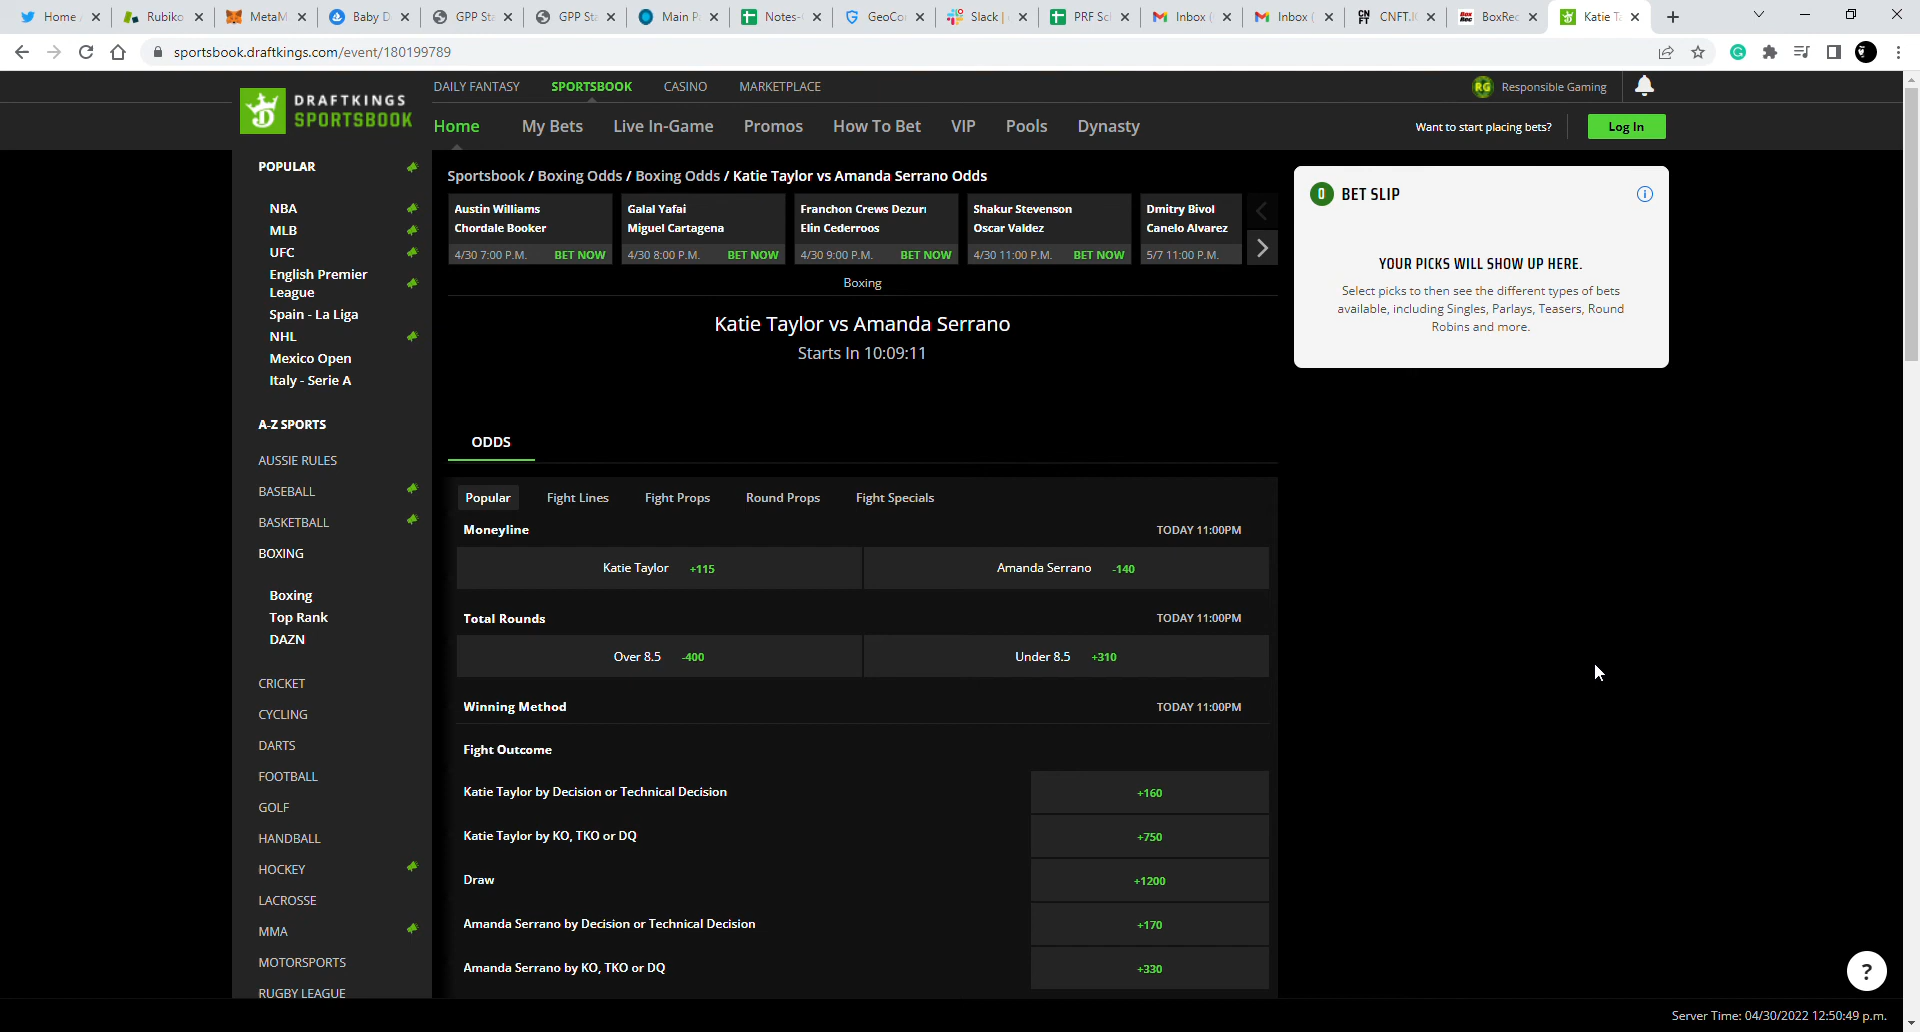 Home
Rubiko
MetaM
Baby D
GPP Sta
GPP Sta
Main P
Notes-
GeoCo
Slack |
PRF Sc
Inbox (
Inbox (
CNFT.I
BoxRec
Katie T
sportsbook.draftkings.com/event/180199789
DRAFTKINGS
SPORTSBOOK
DAILY FANTASY SPORTSBOOK CASINO MARKETPLACE
RG Responsible Gaming
Home My Bets Live In-Game Promos How To Bet VIP Pools Dynasty
Want to start placing bets? Log In
POPULAR
NBA
MLB
UFC
English Premier
League
Spain - La Liga
NHL
Mexico Open
Italy - Serie A
A-Z SPORTS
AUSSIE RULES
BASEBALL
BASKETBALL
BOXING
Boxing
Top Rank
DAZN
CRICKET
CYCLING
DARTS
FOOTBALL
GOLF
HANDBALL
HOCKEY
LACROSSE
MMA
MOTORSPORTS
RUGBY LEAGUE
Sportsbook / Boxing Odds / Boxing Odds / Katie Taylor vs Amanda Serrano Odds
Austin Williams
Chordale Booker
4/30 7:00 P.M. BET NOW
Galal Yafai
Miguel Cartagena
4/30 8:00 P.M. BET NOW
Franchon Crews Dezurı
Elin Cederroos
4/30 9:00 P.M. BET NOW
Shakur Stevenson
Oscar Valdez
4/30 11:00 P.M. BET NOW
Dmitry Bivol
Canelo Alvarez
5/7 11:00 P.M.
Boxing
Katie Taylor vs Amanda Serrano
Starts In 10:09:11
ODDS
Popular Fight Lines Fight Props Round Props Fight Specials
Moneyline TODAY 11:00PM
Katie Taylor +115 Amanda Serrano -140
Total Rounds TODAY 11:00PM
Over 8.5 -400 Under 8.5 +310
Winning Method TODAY 11:00PM
Fight Outcome
Katie Taylor by Decision or Technical Decision +160
Katie Taylor by KO, TKO or DQ +750
Draw +1200
Amanda Serrano by Decision or Technical Decision +170
Amanda Serrano by KO, TKO or DQ +330
0 BET SLIP
YOUR PICKS WILL SHOW UP HERE.
Select picks to then see the different types of bets
available, including Singles, Parlays, Teasers, Round
Robins and more.
?
Server Time: 04/30/2022 12:50:49 p.m.